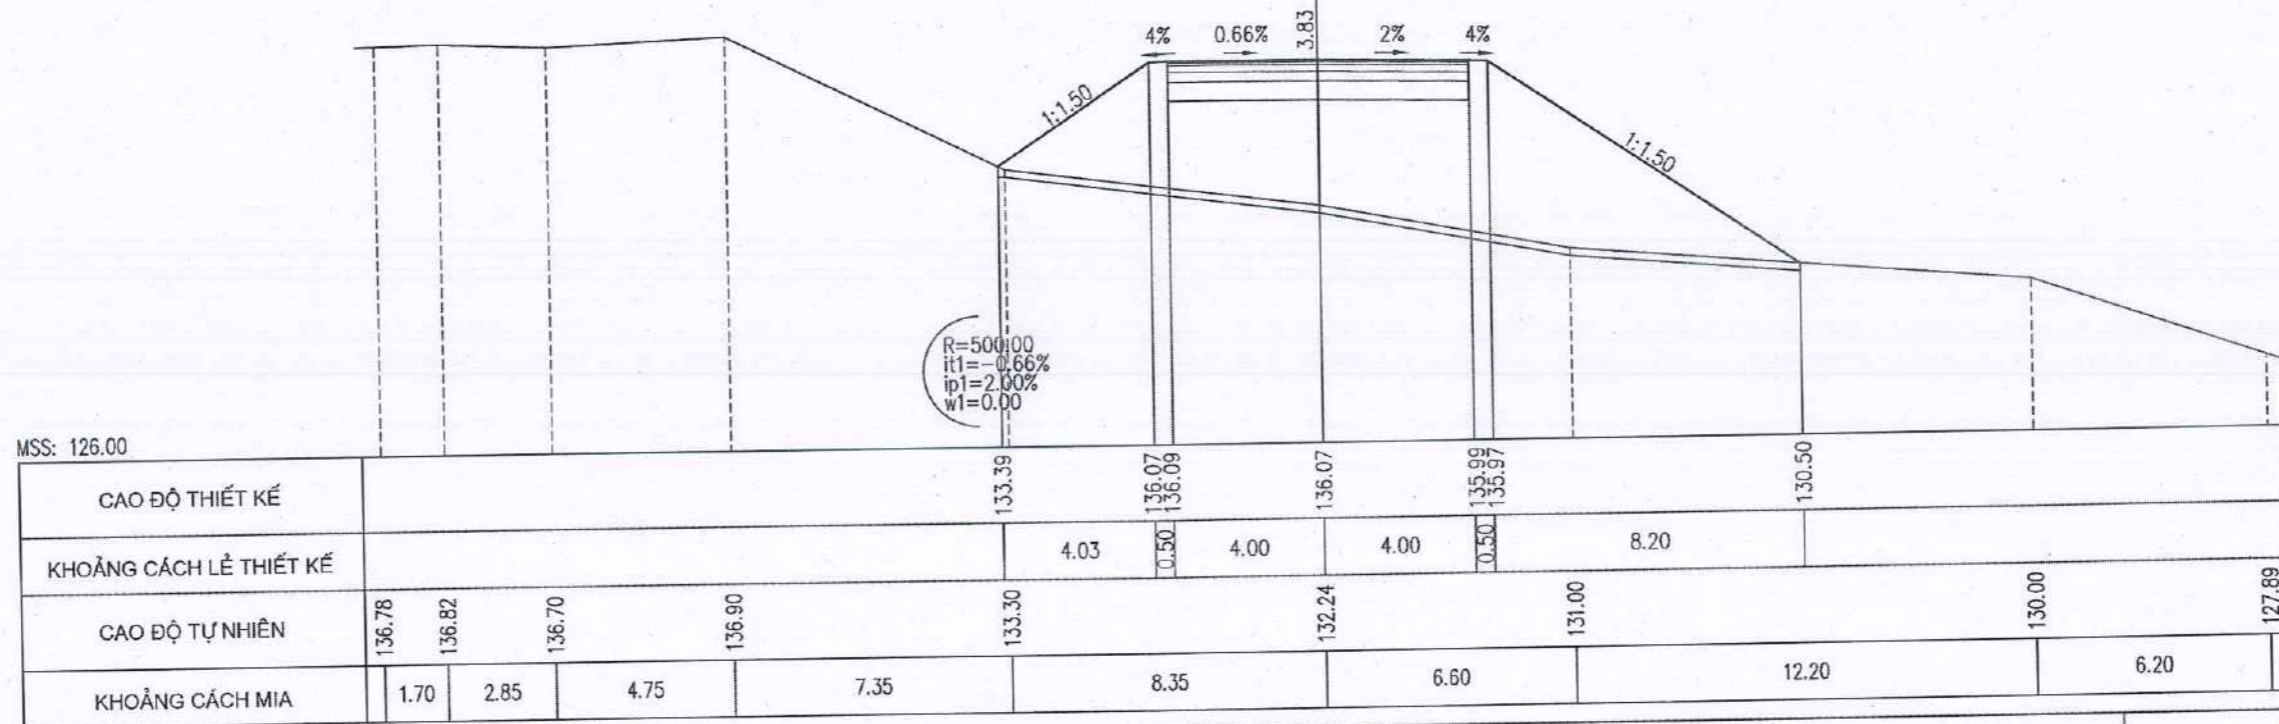 3.83
4% 0.66% 2% 4%
1:1.50
1:1.50
R=500.00
it1=-0.66%
ip1=2.00%
w1=0.00
MSS: 126.00
CAO ĐỘ THIẾT KẾ 133.39 136.07 136.09 136.07 135.99 135.97 130.50
KHOẢNG CÁCH LẺ THIẾT KẾ 4.03 0.50 4.00 4.00 0.50 8.20
CAO ĐỘ TỰ NHIÊN 136.78 136.82 136.70 136.90 133.30 132.24 131.00 130.00 127.89
KHOẢNG CÁCH MIA 1.70 2.85 4.75 7.35 8.35 6.60 12.20 6.20